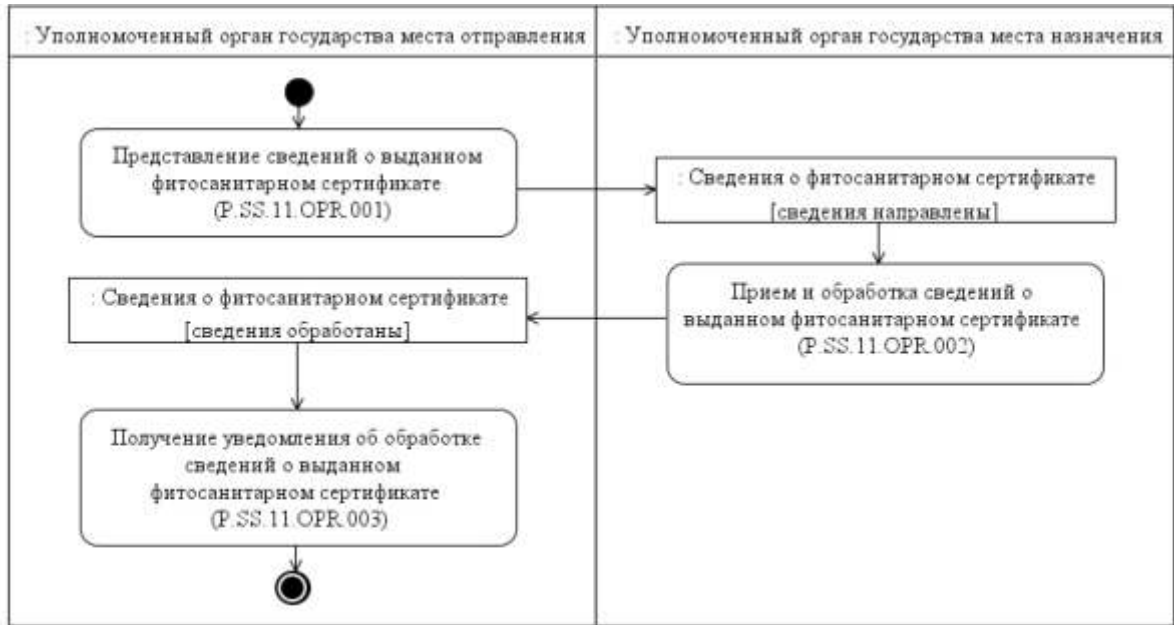 : Уполномоченный орган государства места отправления
: Уполномоченный орган государства места назначения
Представление сведений о выданном
фитосанитарном сертификате
(P.SS.11.OPR.001)
: Сведения о фитосанитарном сертификате
[сведения направлены]
Прием и обработка сведений о
выданном фитосанитарном сертификате
(P.SS.11.OPR.002)
: Сведения о фитосанитарном сертификате
[сведения обработаны]
Получение уведомления об обработке
сведений о выданном
фитосанитарном сертификате
(P.SS.11.OPR.003)